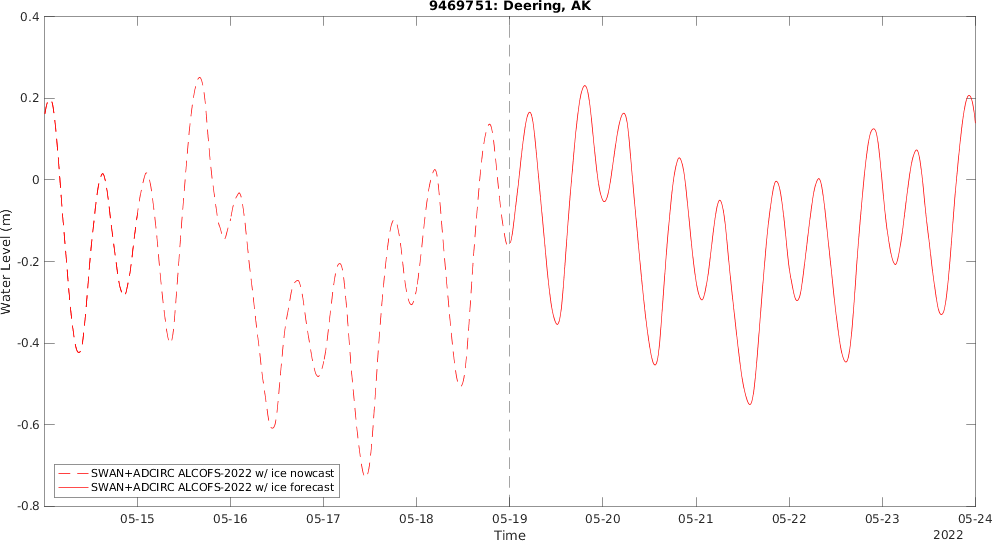 9469751: Deering, AK
0.4
0.2
0
-0.2
-0.4
-0.6
-0.8
Water Level (m)
SWAN+ADCIRC ALCOFS-2022 w/ ice nowcast
SWAN+ADCIRC ALCOFS-2022 w/ ice forecast
05-15 05-16 05-17 05-18 05-19 05-20 05-21 05-22 05-23 05-24
Time
2022